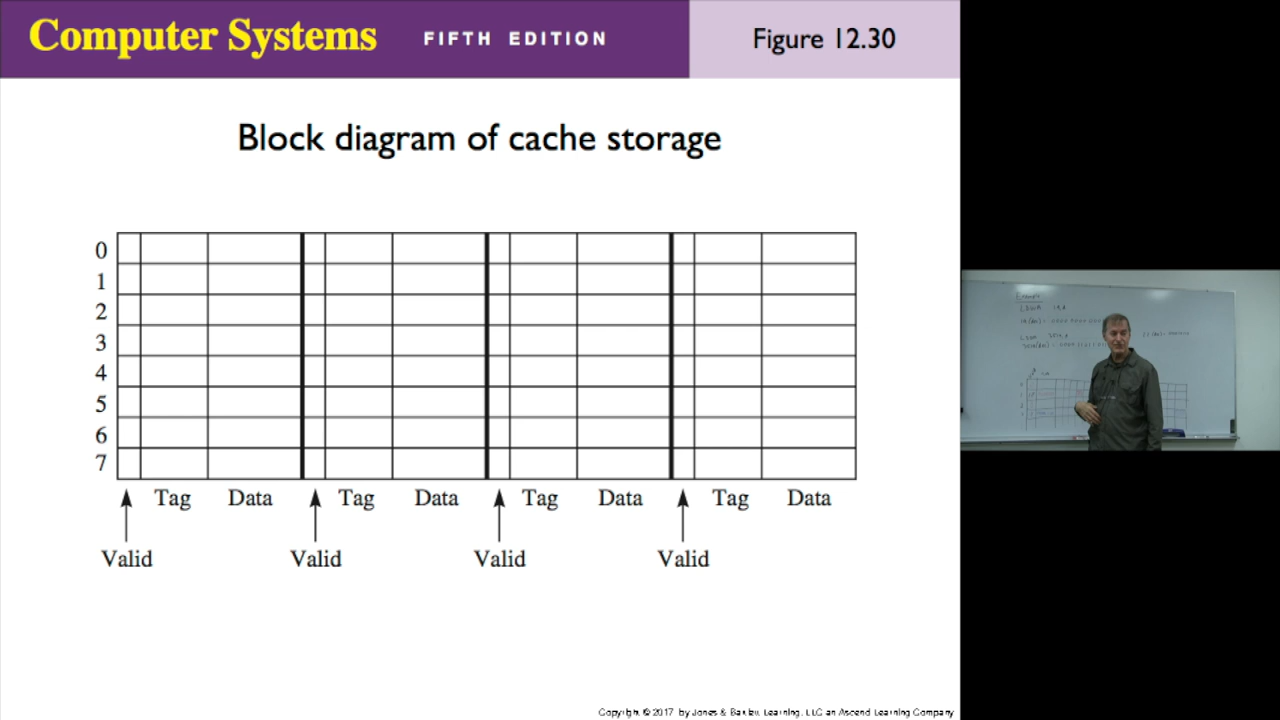 Computer Systems FIFTH EDITION Figure 12.30
Block diagram of cache storage
0
1
2
3
4
5
6
7
Tag Data Tag Data Tag Data Tag Data
Valid Valid Valid Valid
Copyright © 2017 by Jones & Bartlett Learning, LLC an Ascend Learning Company
Example